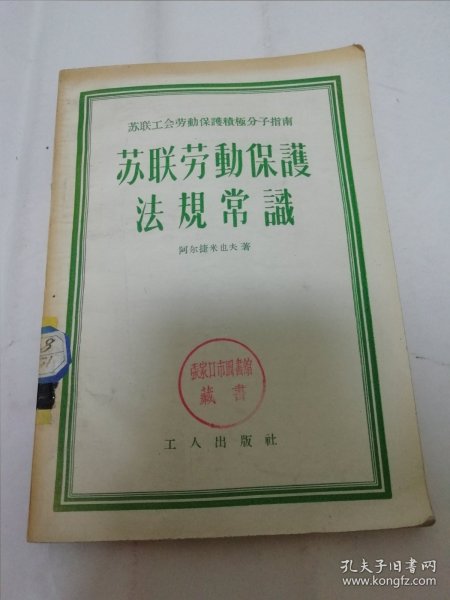 苏联工会劳動保護積極分子指南
苏联劳動保護
法規常識
阿尔捷米也夫著
張家口市圖書館
藏書
工人出版社
孔夫子旧书网
www.kongfz.com